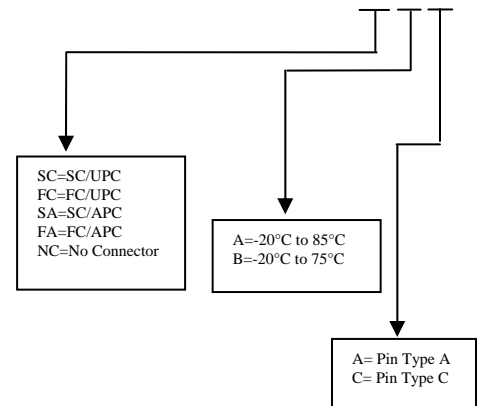 SC=SC/UPC
FC=FC/UPC
SA=SC/APC
FA=FC/APC
NC=No Connector
A=-20°C to 85°C
B=-20°C to 75°C
A= Pin Type A
C= Pin Type C